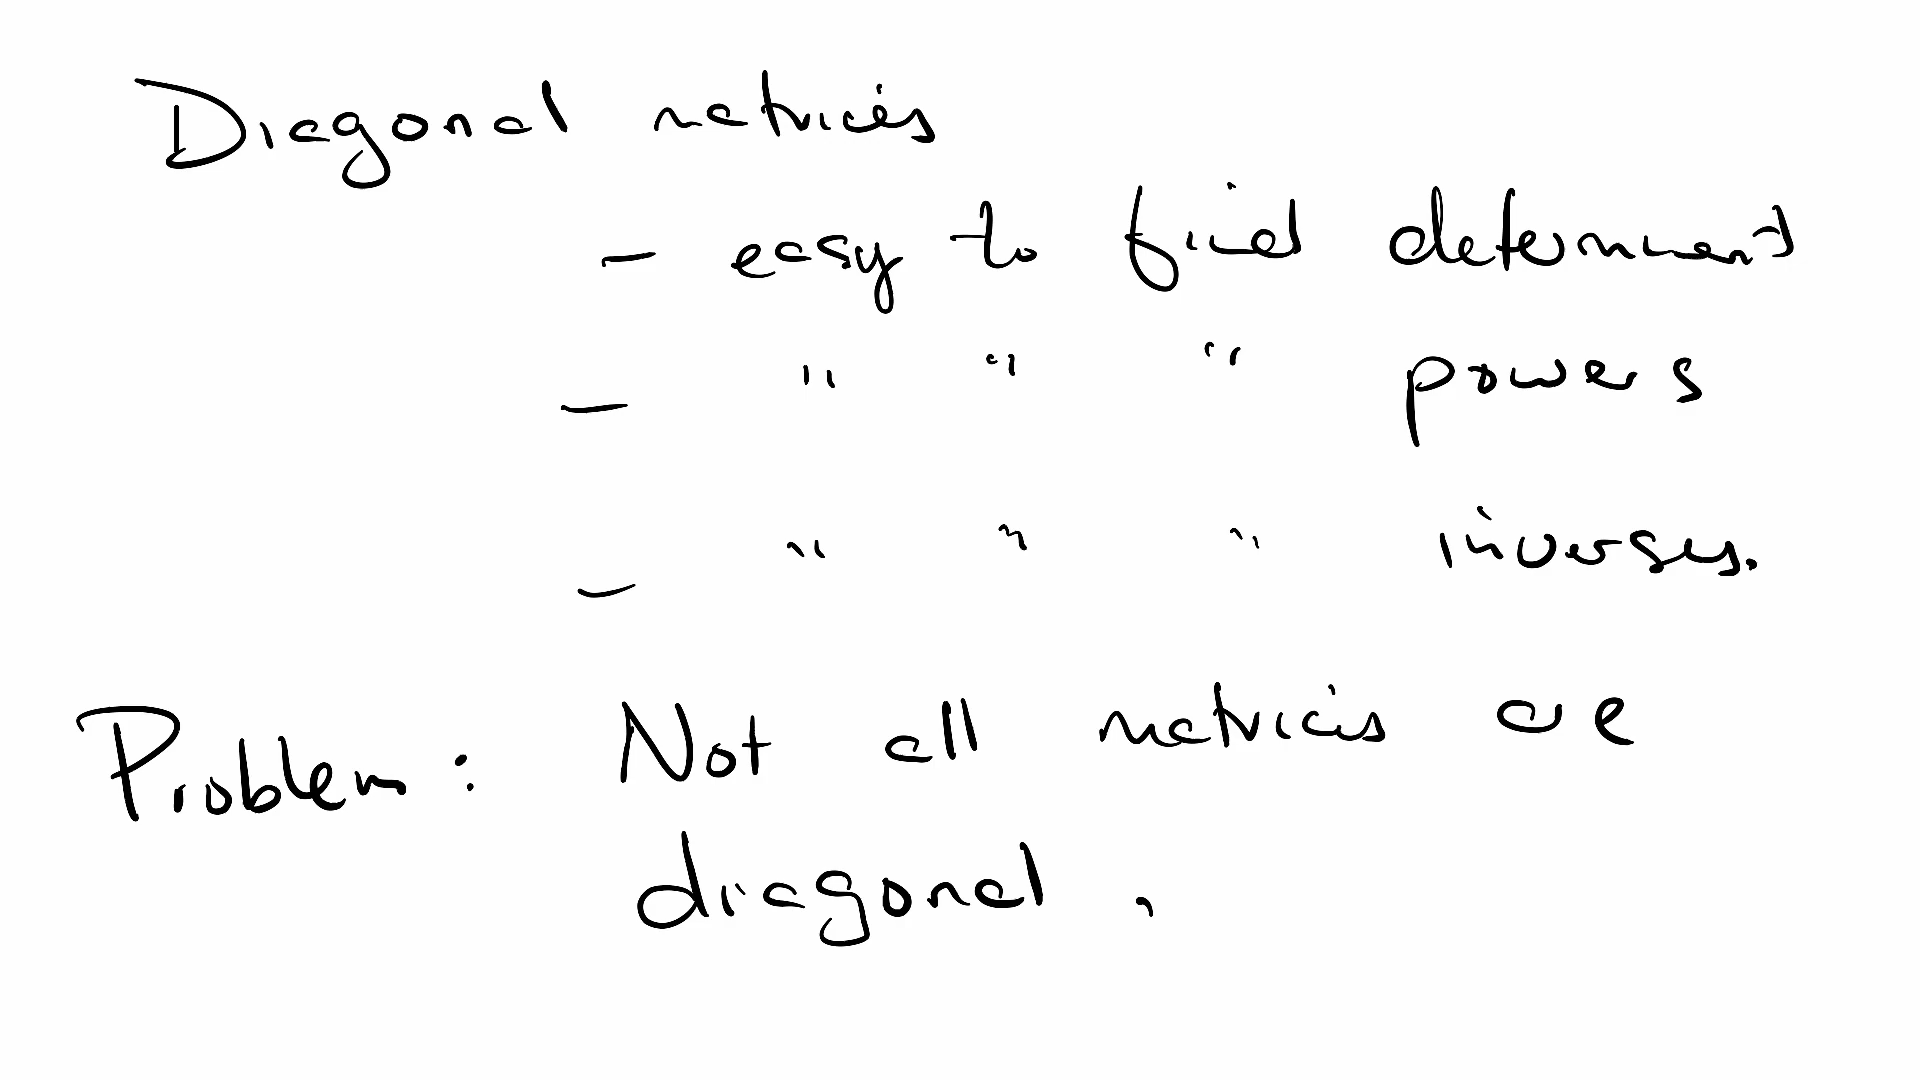 Diagonal matrices
- easy to find determinant
- " " " powers
- " " " inverses.
Problem: Not all matrices are
diagonal.